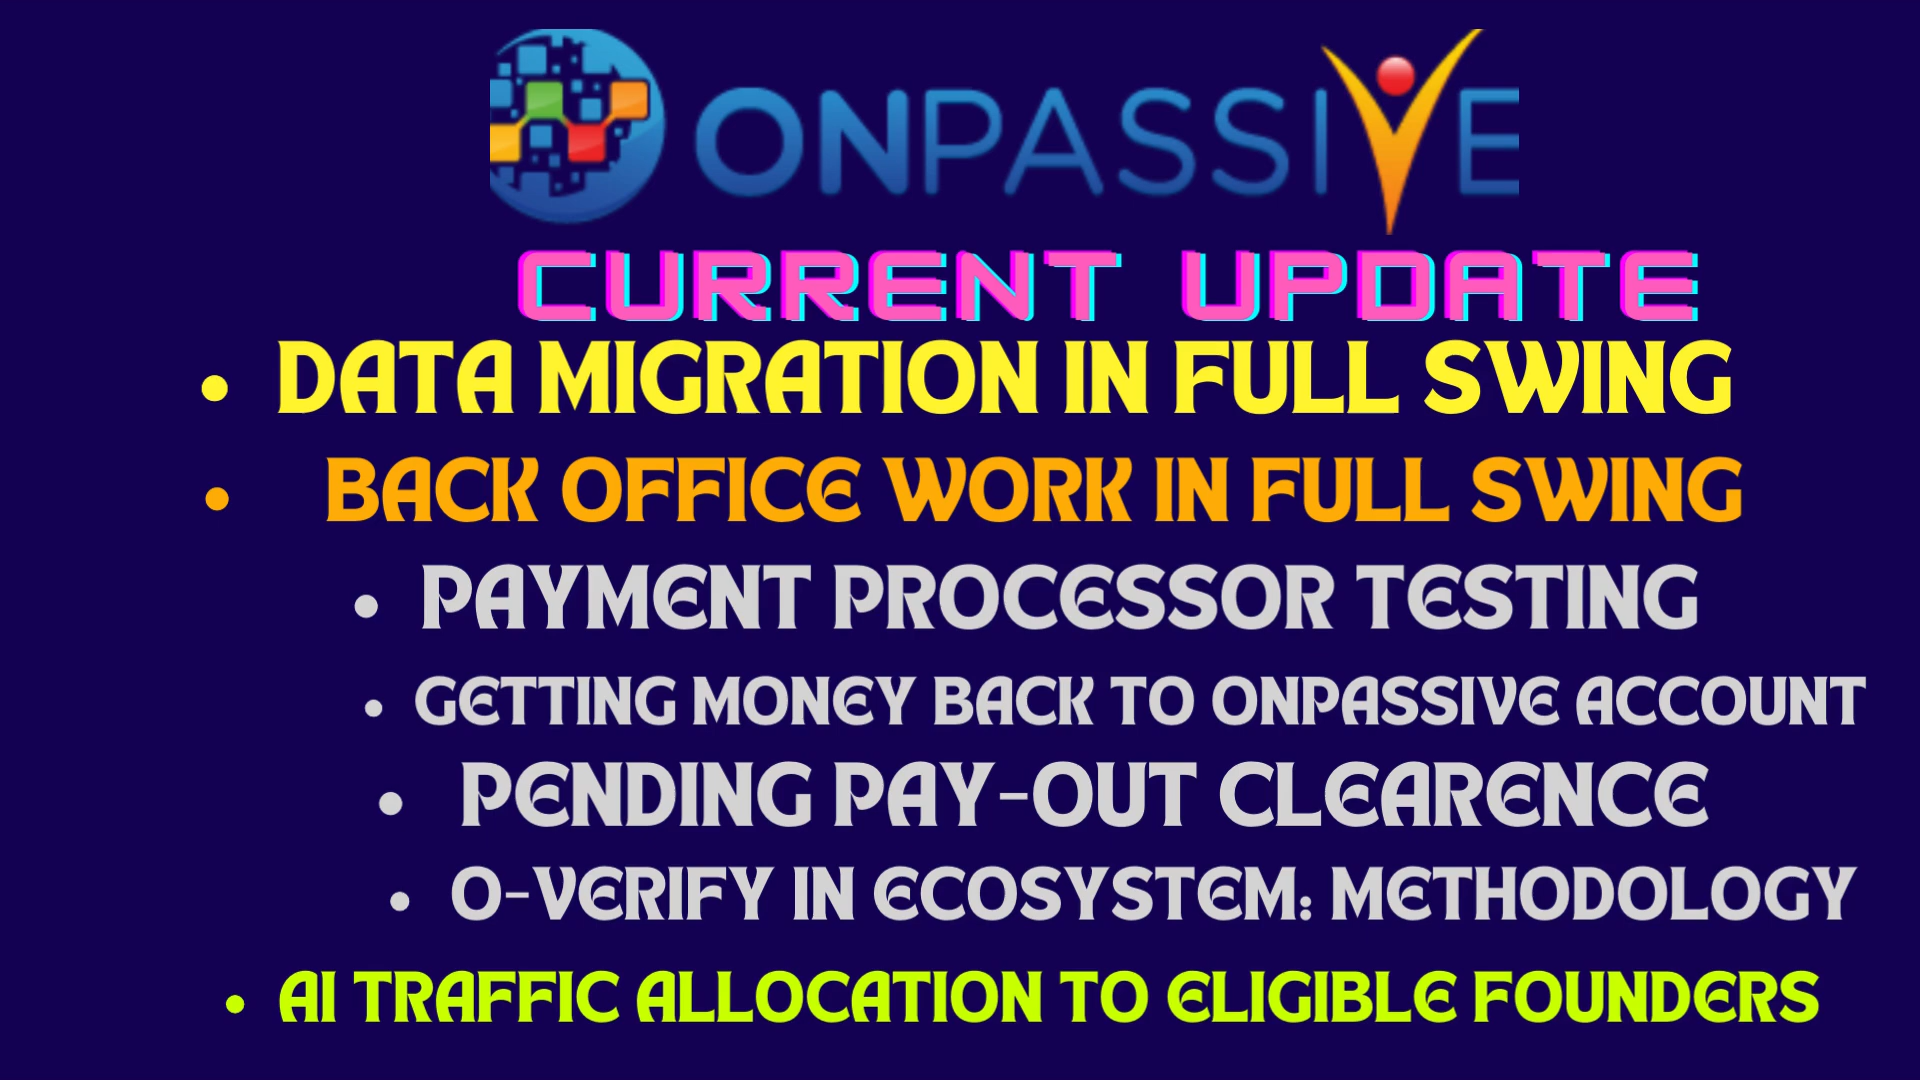 ONPASSIVE
CURRENT UPDATE
• DATA MIGRATION IN FULL SWING
• BACK OFFICE WORK IN FULL SWING
• PAYMENT PROCESSOR TESTING
• GETTING MONEY BACK TO ONPASSIVE ACCOUNT
• PENDING PAY-OUT CLEARENCE
• O-VERIFY IN ECOSYSTEM: METHODOLOGY
• AI TRAFFIC ALLOCATION TO ELIGIBLE FOUNDERS